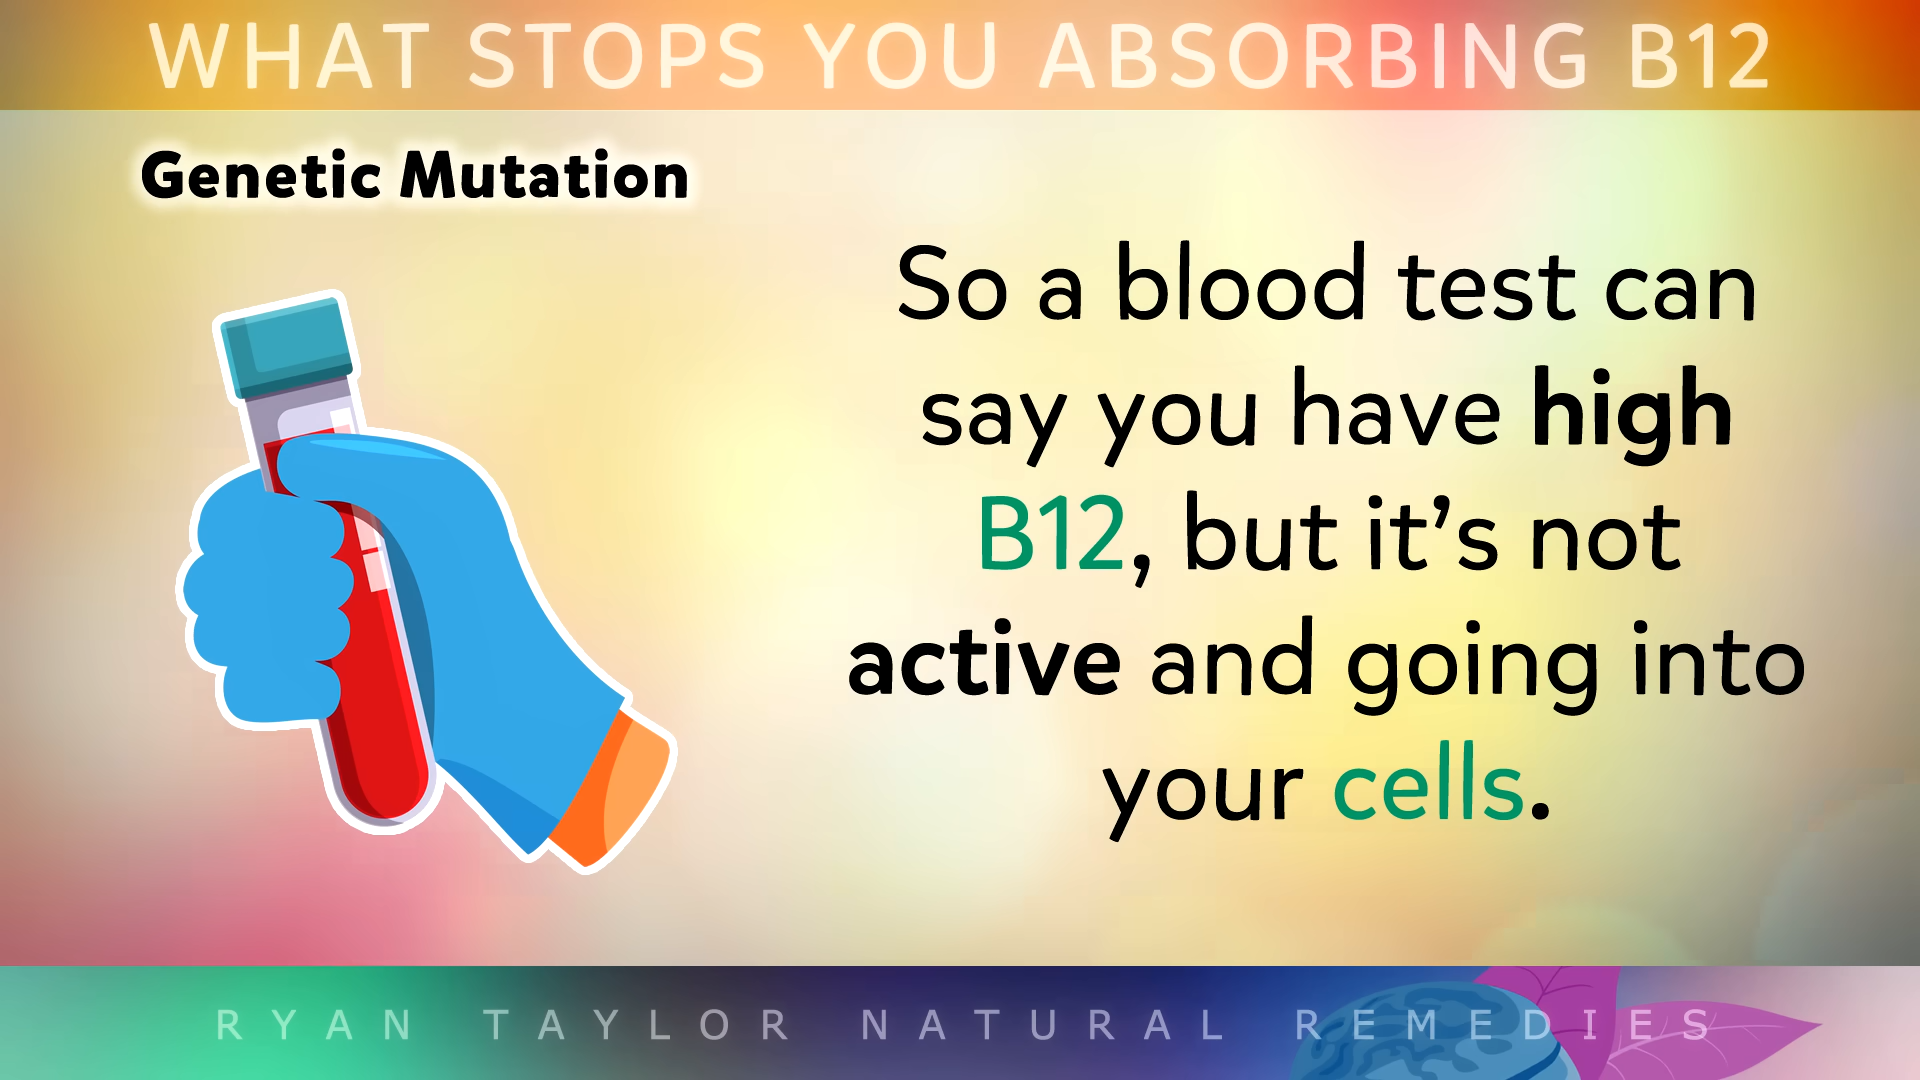 WHAT STOPS YOU ABSORBING B12
Genetic Mutation
So a blood test can
say you have high
B12, but it’s not
active and going into
your cells.
RYAN TAYLOR NATURAL REMEDIES